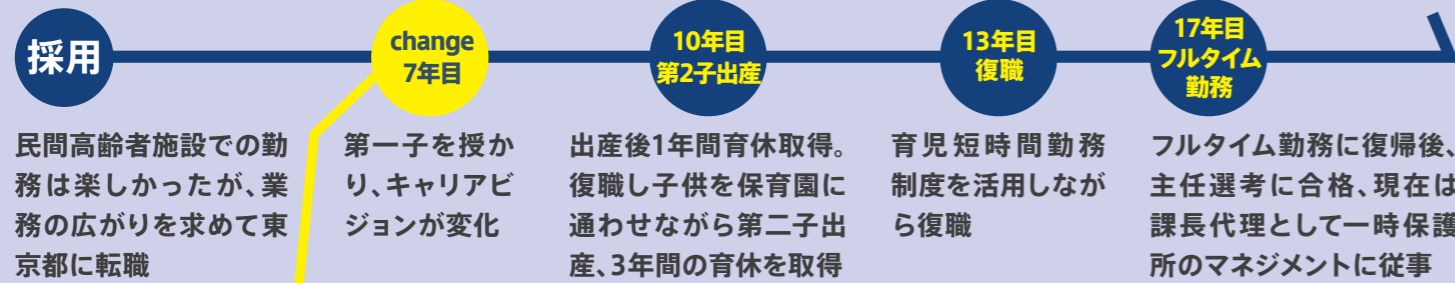 採用
民間高齢者施設での勤
務は楽しかったが、業
務の広がりを求めて東
京都に転職
change
7年目
第一子を授か
り、キャリアビ
ジョンが変化
10年目
第2子出産
出産後1年間育休取得。
復職し子供を保育園に
通わせながら第二子出
産、3年間の育休を取得
13年目
復職
育児短時間勤務
制度を活用しなが
ら復職
17年目
フルタイム
勤務
フルタイム勤務に復帰後、
主任選考に合格、現在は
課長代理として一時保護
所のマネジメントに従事